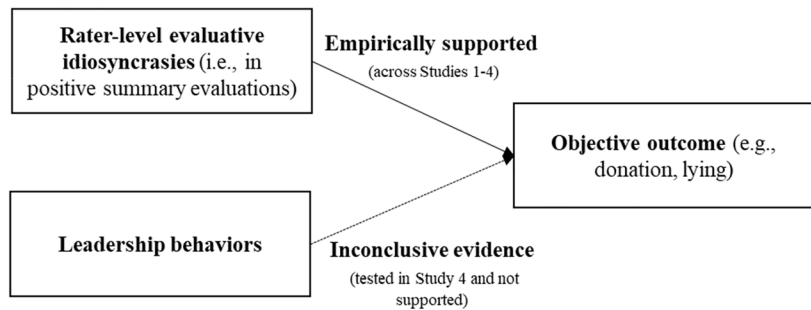 Rater-level evaluative
idiosyncrasies (i.e., in
positive summary evaluations)
Empirically supported
(across Studies 1-4)
Objective outcome (e.g.,
donation, lying)
Leadership behaviors
Inconclusive evidence
(tested in Study 4 and not
supported)